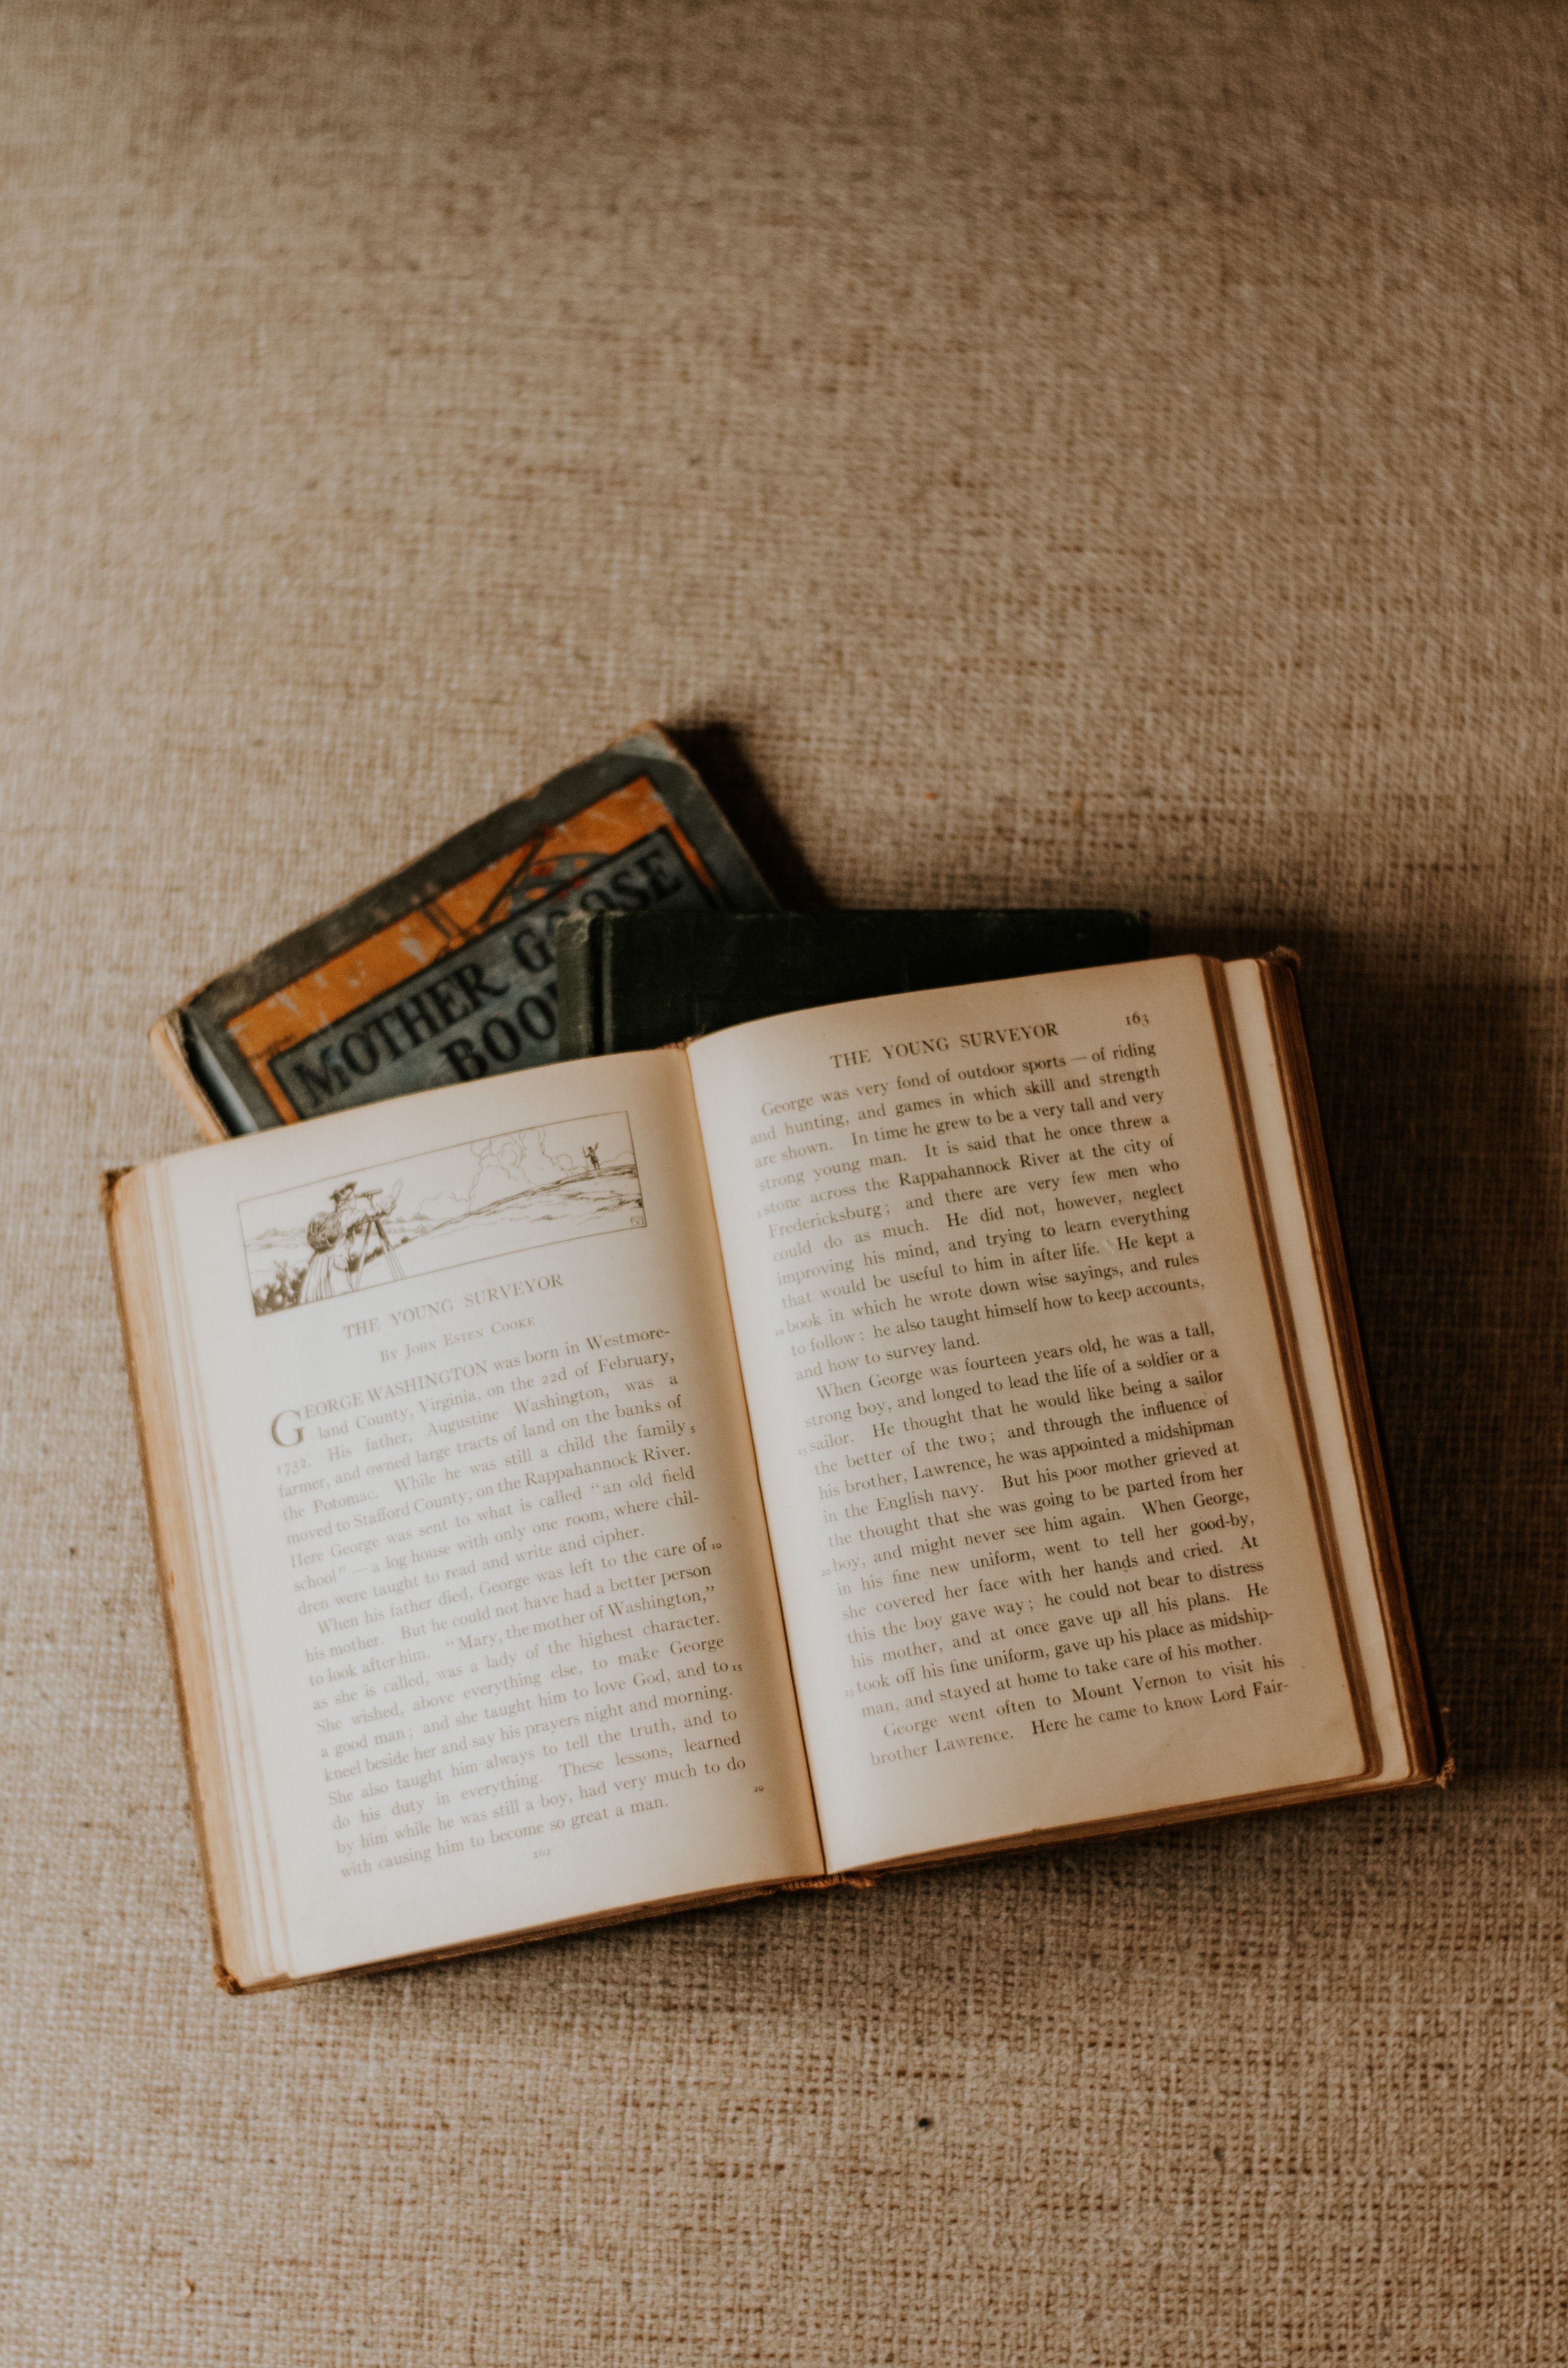 MOTHER GOOSE
BOO
THE YOUNG SURVEYOR
BY JOHN ESTEN COOKE
GEORGE WASHINGTON was born in Westmore-
land County, Virginia, on the 22d of February,
1732. His father, Augustine Washington, was a
farmer, and owned large tracts of land on the banks of
the Potomac. While he was still a child the family 5
moved to Stafford County, on the Rappahannock River.
Here George was sent to what is called “an old field
school” — a log house with only one room, where chil-
dren were taught to read and write and cipher.
When his father died, George was left to the care of 10
his mother. But he could not have had a better person
to look after him. “Mary, the mother of Washington,”
as she is called, was a lady of the highest character.
She wished, above everything else, to make George
a good man; and she taught him to love God, and to 15
kneel beside her and say his prayers night and morning.
She also taught him always to tell the truth, and to
do his duty in everything. These lessons, learned
by him while he was still a boy, had very much to do
with causing him to become so great a man. 20
162
THE YOUNG SURVEYOR 163
George was very fond of outdoor sports — of riding
and hunting, and games in which skill and strength
are shown. In time he grew to be a very tall and very
strong young man. It is said that he once threw a
5 stone across the Rappahannock River at the city of
Fredericksburg; and there are very few men who
could do as much. He did not, however, neglect
improving his mind, and trying to learn everything
that would be useful to him in after life. He kept a
10 book in which he wrote down wise sayings, and rules
to follow: he also taught himself how to keep accounts,
and how to survey land.
When George was fourteen years old, he was a tall,
strong boy, and longed to lead the life of a soldier or a
15 sailor. He thought that he would like being a sailor
the better of the two; and through the influence of
his brother, Lawrence, he was appointed a midshipman
in the English navy. But his poor mother grieved at
the thought that she was going to be parted from her
20 boy, and might never see him again. When George,
in his fine new uniform, went to tell her good-by,
she covered her face with her hands and cried. At
this the boy gave way; he could not bear to distress
his mother, and at once gave up all his plans. He
25 took off his fine uniform, gave up his place as midship-
man, and stayed at home to take care of his mother.
George went often to Mount Vernon to visit his
brother Lawrence. Here he came to know Lord Fair-